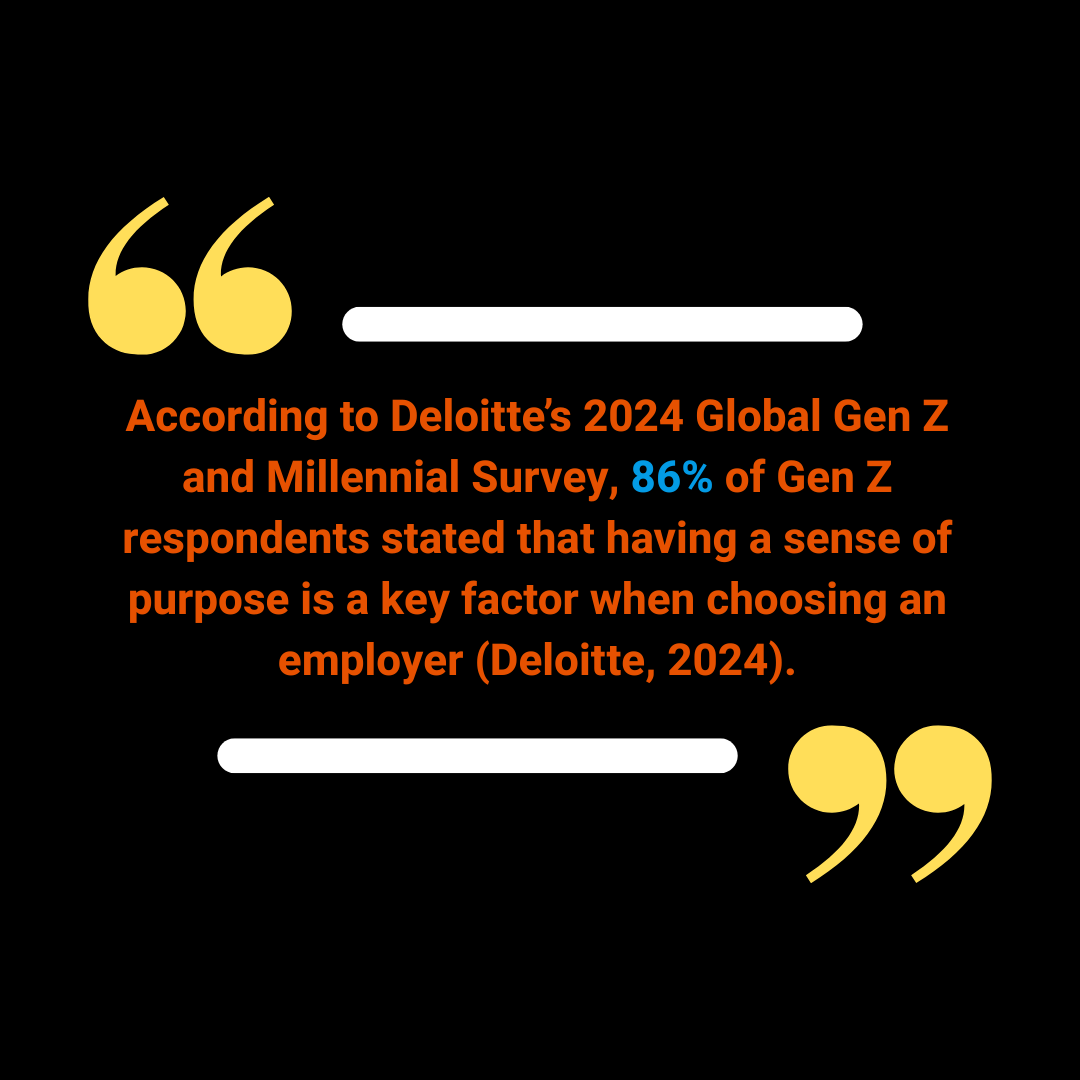 According to Deloitte’s 2024 Global Gen Z
and Millennial Survey, 86% of Gen Z
respondents stated that having a sense of
purpose is a key factor when choosing an
employer (Deloitte, 2024).